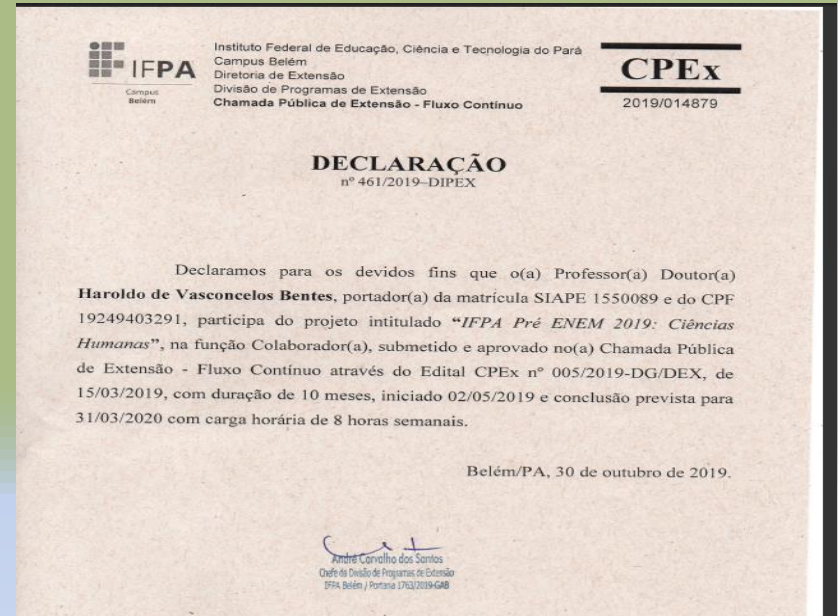 IFPA
Campus
Belém
Instituto Federal de Educação, Ciência e Tecnologia do Pará
Campus Belém
Diretoria de Extensão
Divisão de Programas de Extensão
Chamada Pública de Extensão - Fluxo Contínuo
CPEx
2019/014879
DECLARAÇÃO
nº 461/2019–DIPEX
Declaramos para os devidos fins que o(a) Professor(a) Doutor(a)
Haroldo de Vasconcelos Bentes, portador(a) da matrícula SIAPE 1550089 e do CPF
19249403291, participa do projeto intitulado “IFPA Pré ENEM 2019: Ciências
Humanas”, na função Colaborador(a), submetido e aprovado no(a) Chamada Pública
de Extensão - Fluxo Contínuo através do Edital CPEx nº 005/2019-DG/DEX, de
15/03/2019, com duração de 10 meses, iniciado 02/05/2019 e conclusão prevista para
31/03/2020 com carga horária de 8 horas semanais.
Belém/PA, 30 de outubro de 2019.
André Carvalho dos Santos
Chefe da Divisão de Programas de Extensão
IFPA Belém / Portaria 1763/2019-GAB